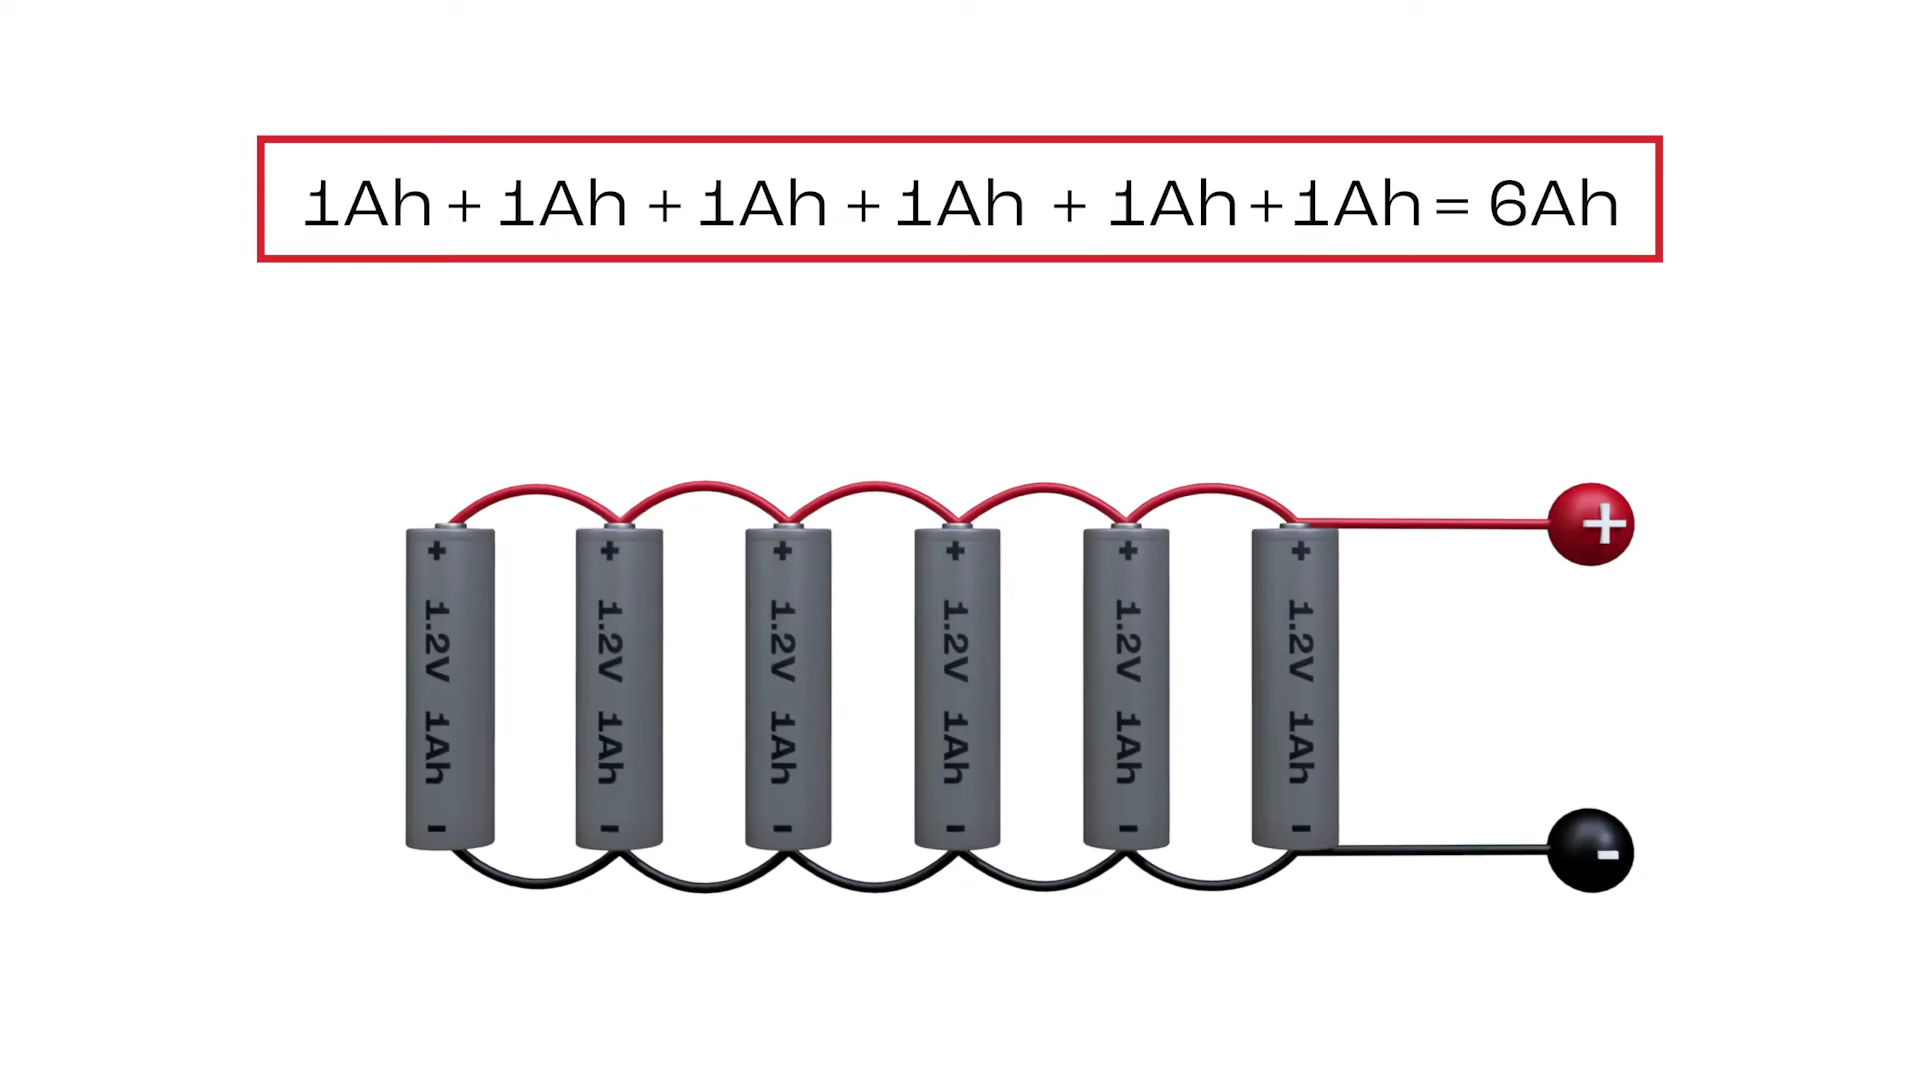 1Ah + 1Ah + 1Ah + 1Ah + 1Ah + 1Ah = 6Ah
+
+ 1.2V 1Ah -
+ 1.2V 1Ah -
+ 1.2V 1Ah -
+ 1.2V 1Ah -
+ 1.2V 1Ah -
+ 1.2V 1Ah -
-